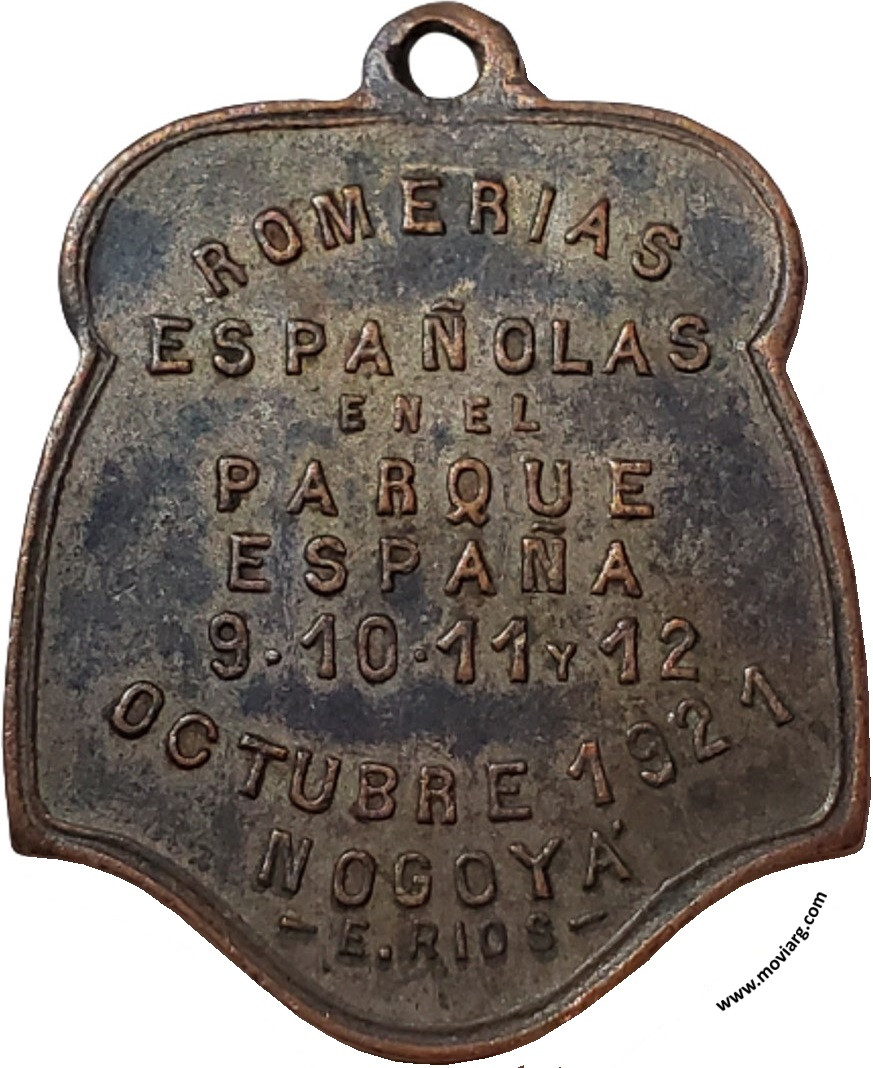 ROMERIAS
ESPAÑOLAS
EN EL
PARQUE
ESPAÑA
9·10·11 Y 12
OCTUBRE 1921
NOGOYÁ
- E.RIOS -
www.moviarg.com